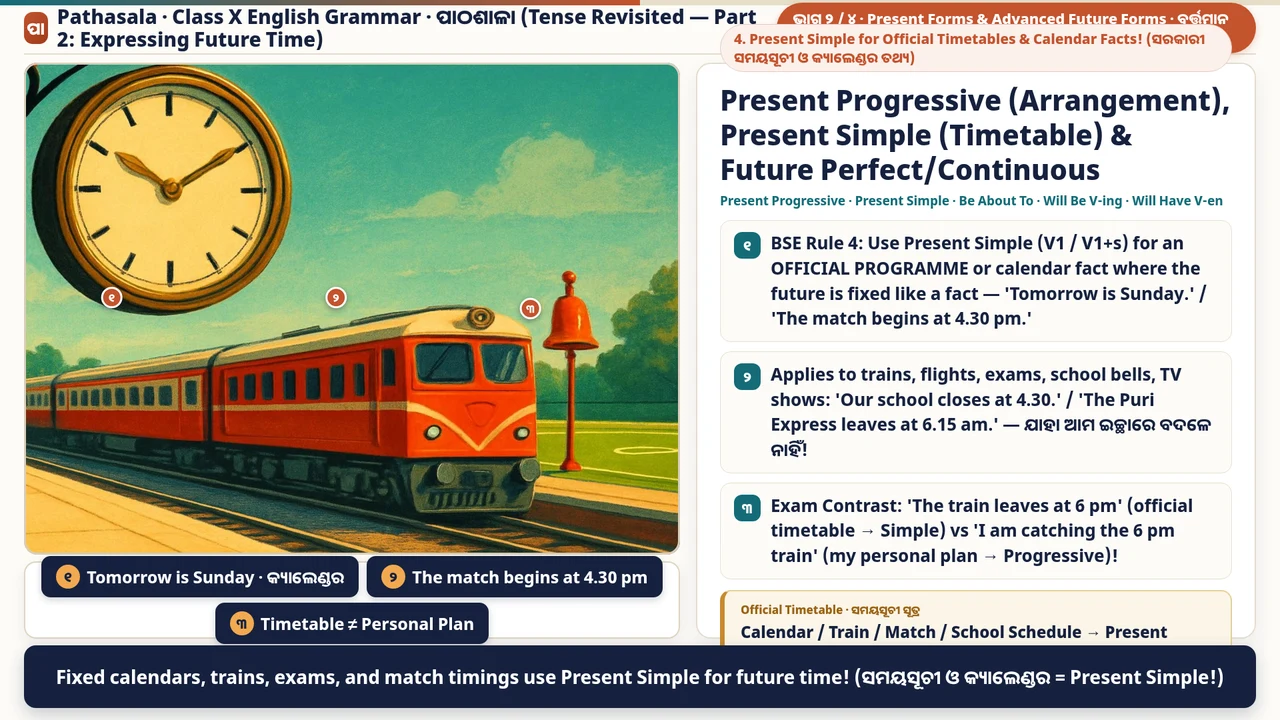 ପା
Pathasala · Class X English Grammar · ପାଠଶାଳା (Tense Revisited — Part
2: Expressing Future Time)
ଭାଗ ୨ / ୪ · Present Forms & Advanced Future Forms · ବର୍ତ୍ତମାନ
4. Present Simple for Official Timetables & Calendar Facts! (ସରକାରୀ
ସମୟସୂଚୀ ଓ କ୍ୟାଲେଣ୍ଡର ତଥ୍ୟ)
Present Progressive (Arrangement),
Present Simple (Timetable) &
Future Perfect/Continuous
Present Progressive · Present Simple · Be About To · Will Be V-ing · Will Have V-en
୧ BSE Rule 4: Use Present Simple (V1 / V1+s) for an
OFFICIAL PROGRAMME or calendar fact where the
future is fixed like a fact — 'Tomorrow is Sunday.' /
'The match begins at 4.30 pm.'
୨ Applies to trains, flights, exams, school bells, TV
shows: 'Our school closes at 4.30.' / 'The Puri
Express leaves at 6.15 am.' — ଯାହା ଆମ ଇଚ୍ଛାରେ ବଦଳେ
ନାହିଁ!
୩ Exam Contrast: 'The train leaves at 6 pm' (official
timetable → Simple) vs 'I am catching the 6 pm
train' (my personal plan → Progressive)!
Official Timetable · ସମୟସୂଚୀ ସୂତ୍ର
Calendar / Train / Match / School Schedule → Present
୧
୨
୩
୧ Tomorrow is Sunday · କ୍ୟାଲେଣ୍ଡର
୨ The match begins at 4.30 pm
୩ Timetable ≠ Personal Plan
Fixed calendars, trains, exams, and match timings use Present Simple for future time! (ସମୟସୂଚୀ ଓ କ୍ୟାଲେଣ୍ଡର = Present Simple!)